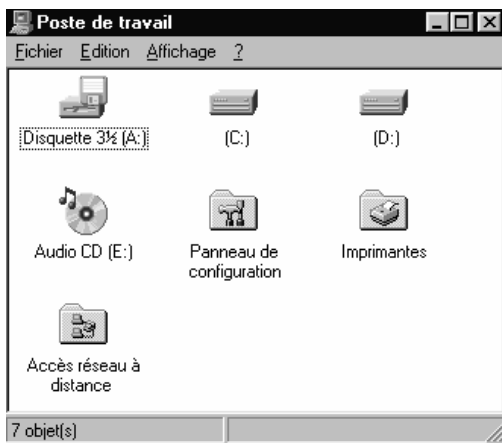 Poste de travail
Fichier Edition Affichage ?
Disquette 3½ (A:) (C:) (D:)
Audio CD (E:) Panneau de configuration Imprimantes
Accès réseau à distance
7 objet(s)